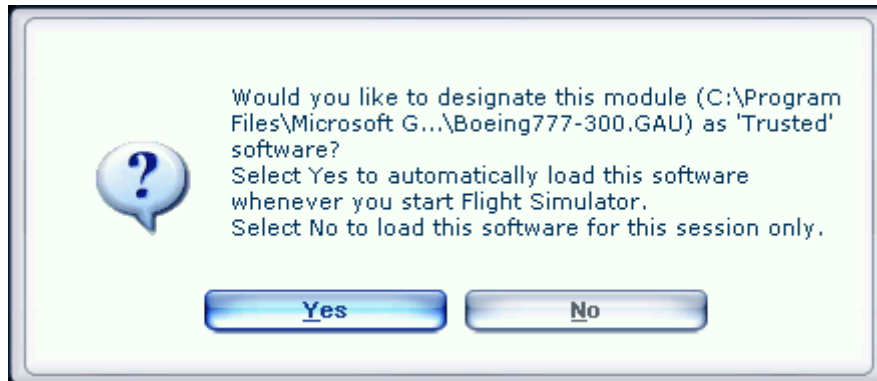 Would you like to designate this module (C:\Program
Files\Microsoft G...\Boeing777-300.GAU) as 'Trusted'
software?
Select Yes to automatically load this software
whenever you start Flight Simulator.
Select No to load this software for this session only.
?
Yes No